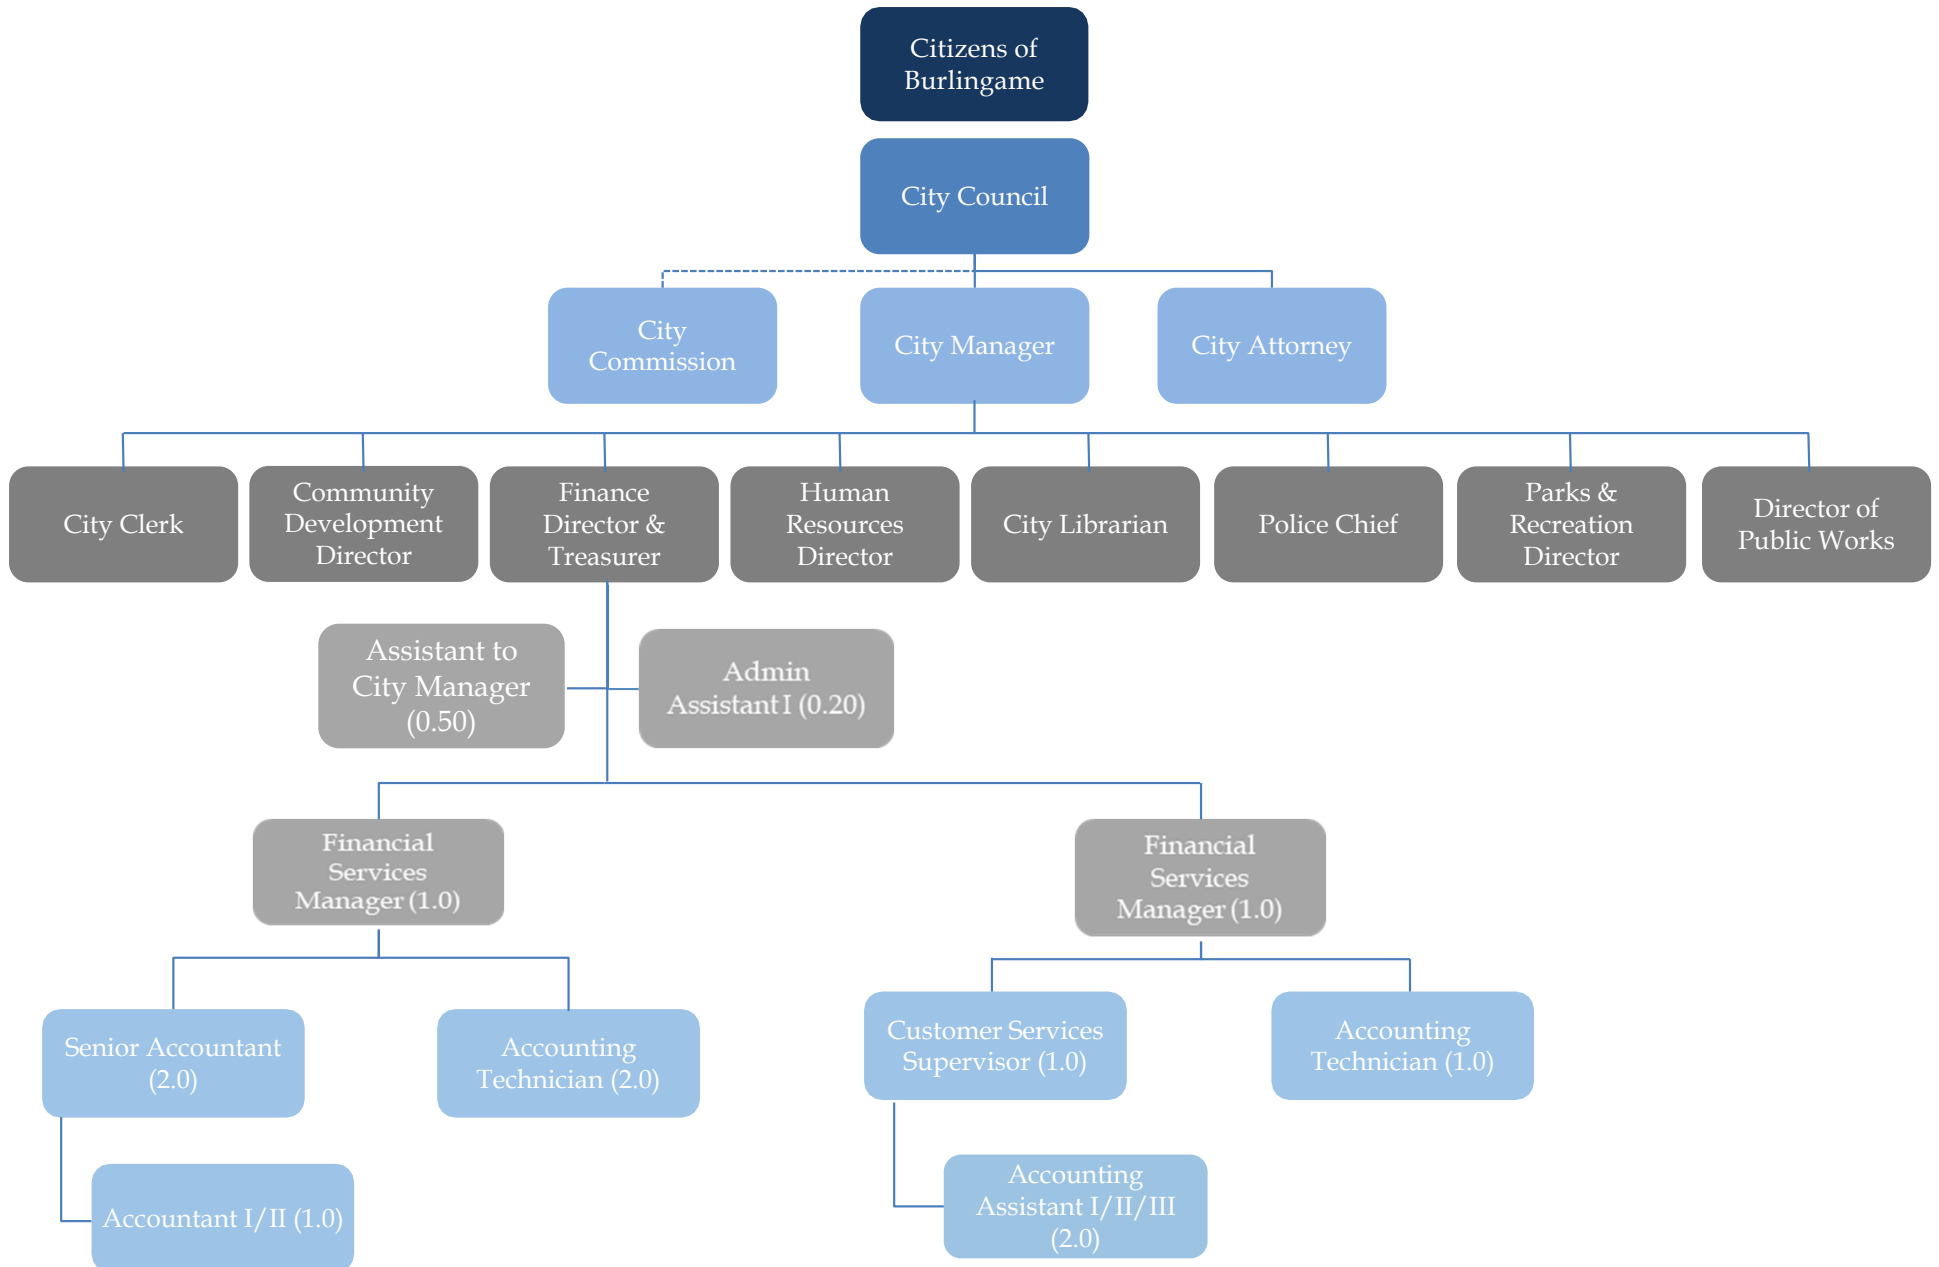 Citizens of
Burlingame
City Council
City
Commission
City Manager
City Attorney
City Clerk
Community
Development
Director
Finance
Director &
Treasurer
Human
Resources
Director
City Librarian
Police Chief
Parks &
Recreation
Director
Director of
Public Works
Assistant to
City Manager
(0.50)
Admin
Assistant I (0.20)
Financial
Services
Manager (1.0)
Financial
Services
Manager (1.0)
Senior Accountant
(2.0)
Accounting
Technician (2.0)
Customer Services
Supervisor (1.0)
Accounting
Technician (1.0)
Accountant I/II (1.0)
Accounting
Assistant I/II/III
(2.0)